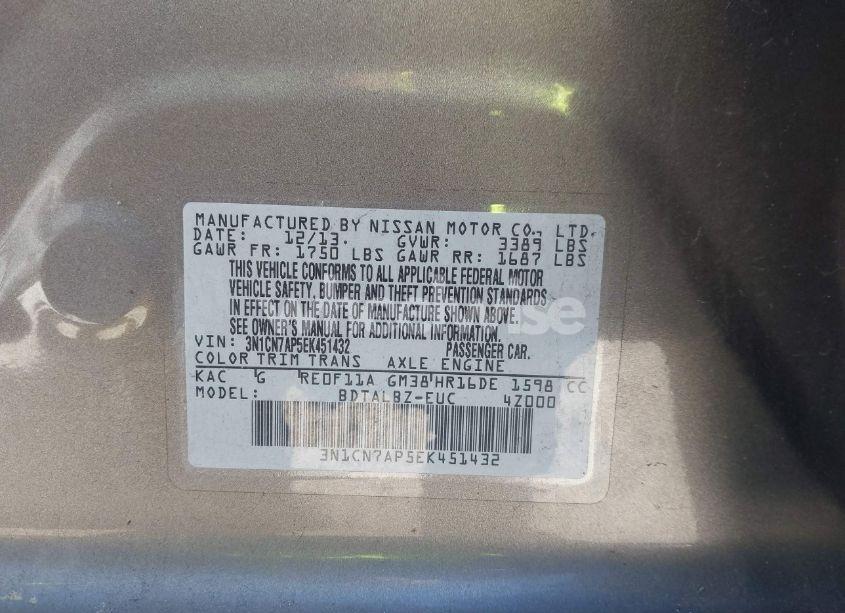 MANUFACTURED BY NISSAN MOTOR CO., LTD.
DATE: 12/13. GVWR: 3389 LBS
GAWR FR: 1750 LBS GAWR RR: 1687 LBS
THIS VEHICLE CONFORMS TO ALL APPLICABLE FEDERAL MOTOR
VEHICLE SAFETY, BUMPER AND THEFT PREVENTION STANDARDS
IN EFFECT ON THE DATE OF MANUFACTURE SHOWN ABOVE.
SEE OWNER'S MANUAL FOR ADDITIONAL INFORMATION.
VIN: 3N1CN7AP5EK451432 PASSENGER CAR.
COLOR TRIM TRANS AXLE ENGINE
KAC G RE0F11A GM38 HR16DE 1598 CC
MODEL: BDTALBZ-EUC 4Z000
3N1CN7AP5EK451432